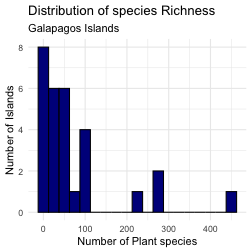 Distribution of species Richness
Galapagos Islands
Number of Islands
8
6
4
2
0
0 100 200 300 400
Number of Plant species